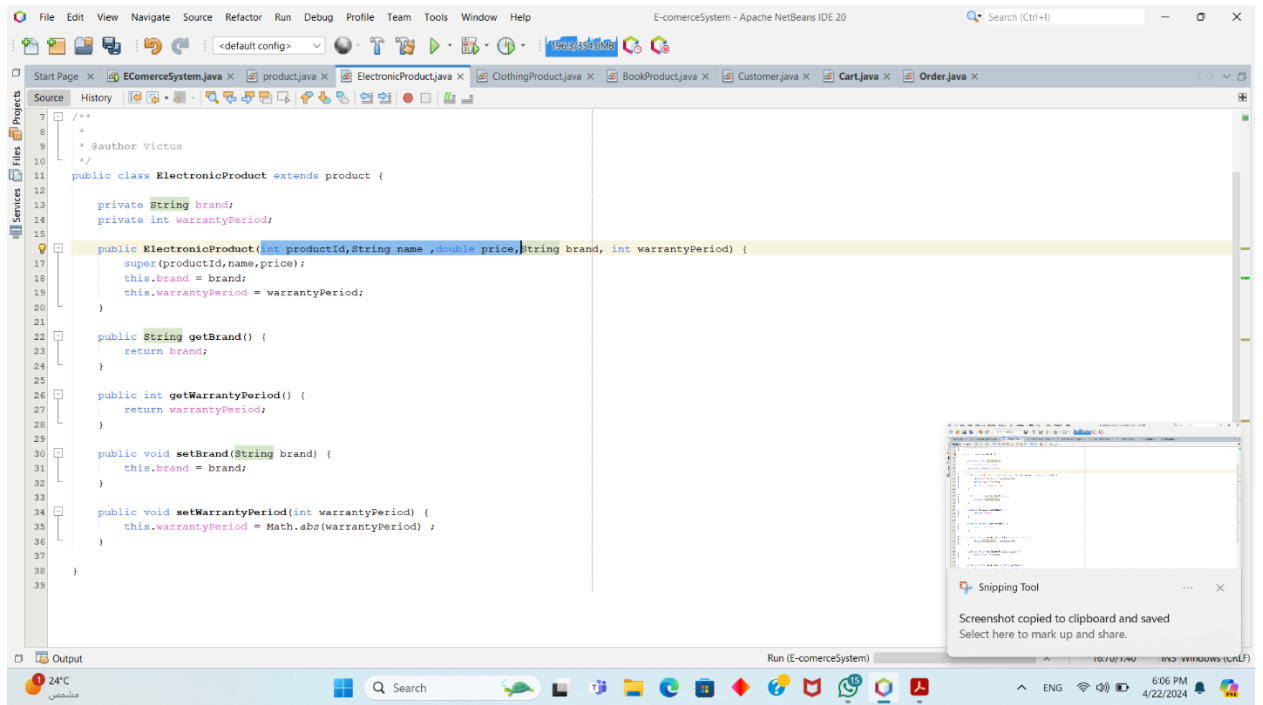 File Edit View Navigate Source Refactor Run Debug Profile Team Tools Window Help E-comerceSystem - Apache NetBeans IDE 20 Search (Ctrl+I)
<default config> 196.3/354.0MB
Start Page ECcomerceSystem.java product.java ElectronicProduct.java ClothingProduct.java BookProduct.java Customer.java Cart.java Order.java
Source History
Projects
Files
Services
7 /**
8 *
9 * @author Victus
10 */
11 public class ElectronicProduct extends product {
12
13 private String brand;
14 private int warrantyPeriod;
15
public ElectronicProduct(int productId,String name ,double price,String brand, int warrantyPeriod) {
17 super(productId,name,price);
18 this.brand = brand;
19 this.warrantyPeriod = warrantyPeriod;
20 }
21
22 public String getBrand() {
23 return brand;
24 }
25
26 public int getWarrantyPeriod() {
27 return warrantyPeriod;
28 }
29
30 public void setBrand(String brand) {
31 this.brand = brand;
32 }
33
34 public void setWarrantyPeriod(int warrantyPeriod) {
35 this.warrantyPeriod = Math.abs(warrantyPeriod) ;
36 }
37
38 }
39
Snipping Tool
Screenshot copied to clipboard and saved
Select here to mark up and share.
Output Run (E-comerceSystem) 16:70/1:40 INS Windows (CRLF)
1 24°C
مشمس
Search
ENG
6:06 PM
4/22/2024